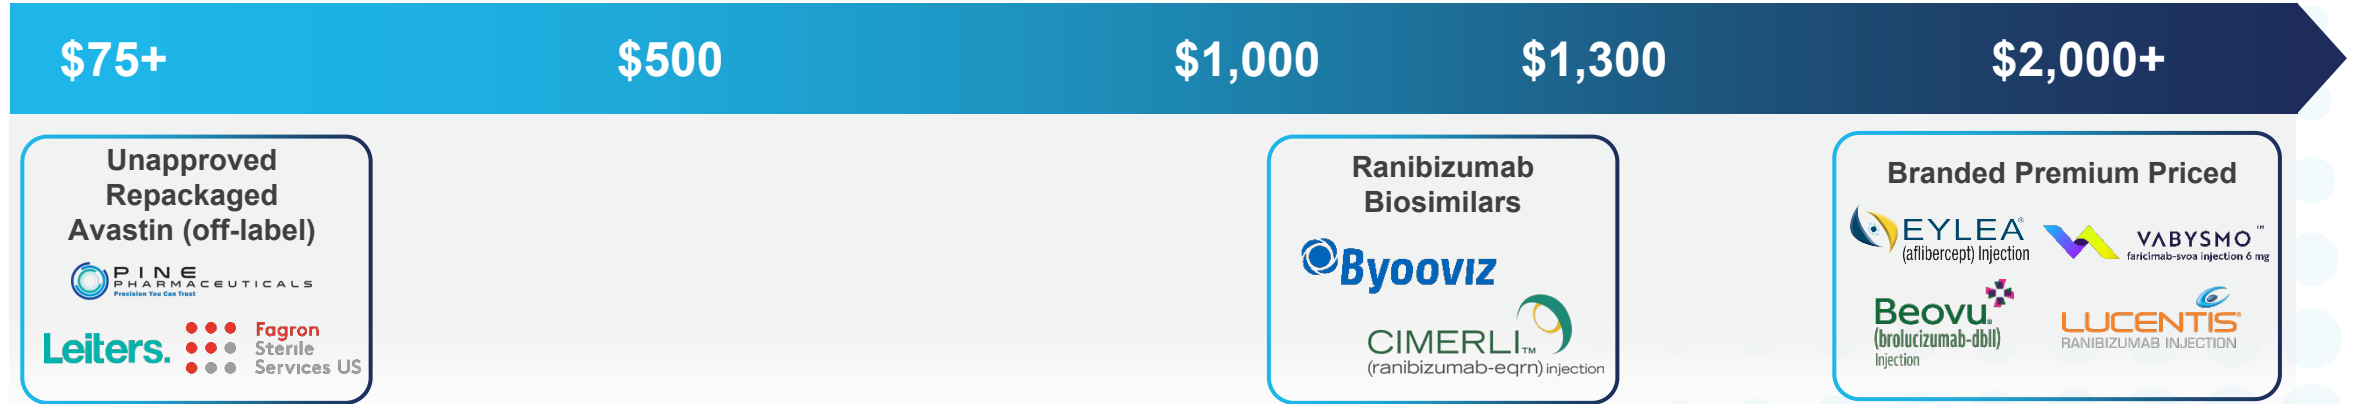 $75+ $500 $1,000 $1,300 $2,000+
Unapproved
Repackaged
Avastin (off-label)
PINE
PHARMACEUTICALS
Precision You Can Trust
Leiters.
Fagron
Sterile
Services US
Ranibizumab
Biosimilars
Byooviz
CIMERLI™
(ranibizumab-eqrn) injection
Branded Premium Priced
EYLEA®
(aflibercept) Injection
VABYSMO™
faricimab-svoa injection 6 mg
Beovu®
(brolucizumab-dbll)
Injection
LUCENTIS®
RANIBIZUMAB INJECTION